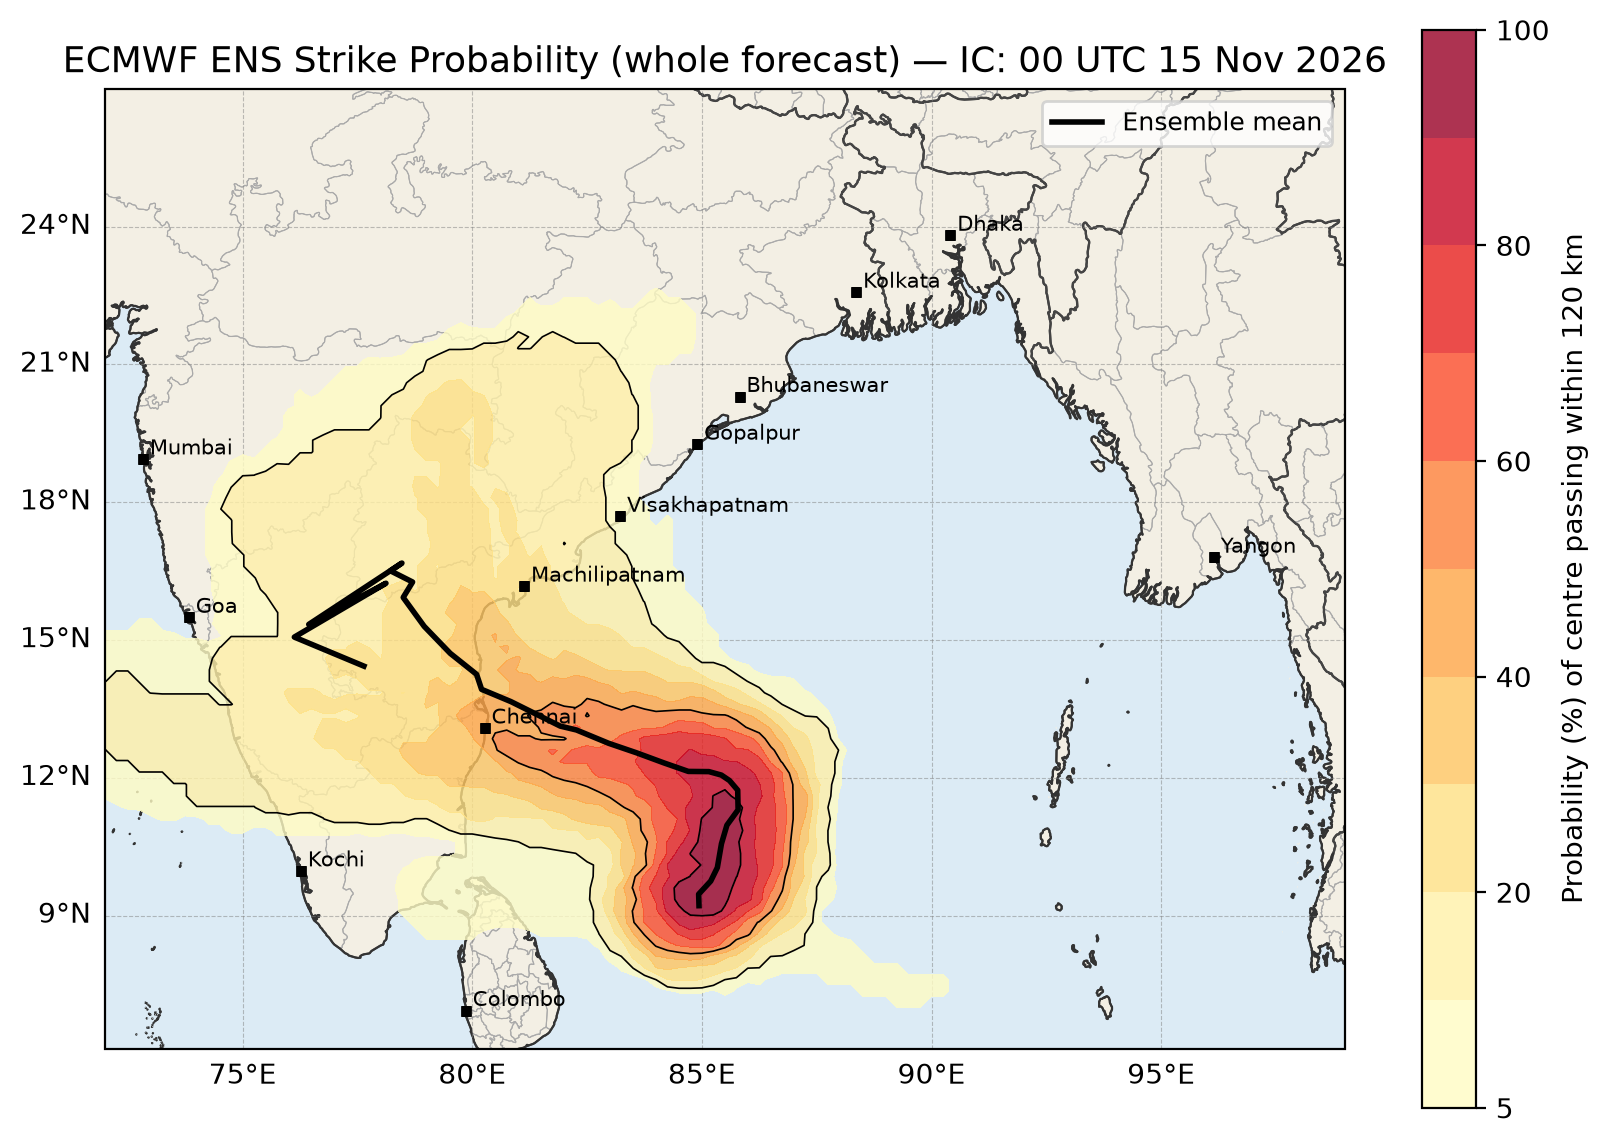 ECMWF ENS Strike Probability (whole forecast) — IC: 00 UTC 15 Nov 2026
Ensemble mean
24°N
21°N
18°N
15°N
12°N
9°N
75°E
80°E
85°E
90°E
95°E
Dhaka
Kolkata
Bhubaneswar
Gopalpur
Mumbai
Visakhapatnam
Yangon
Machilipatnam
Goa
Chennai
Kochi
Colombo
100
80
60
40
20
5
Probability (%) of centre passing within 120 km